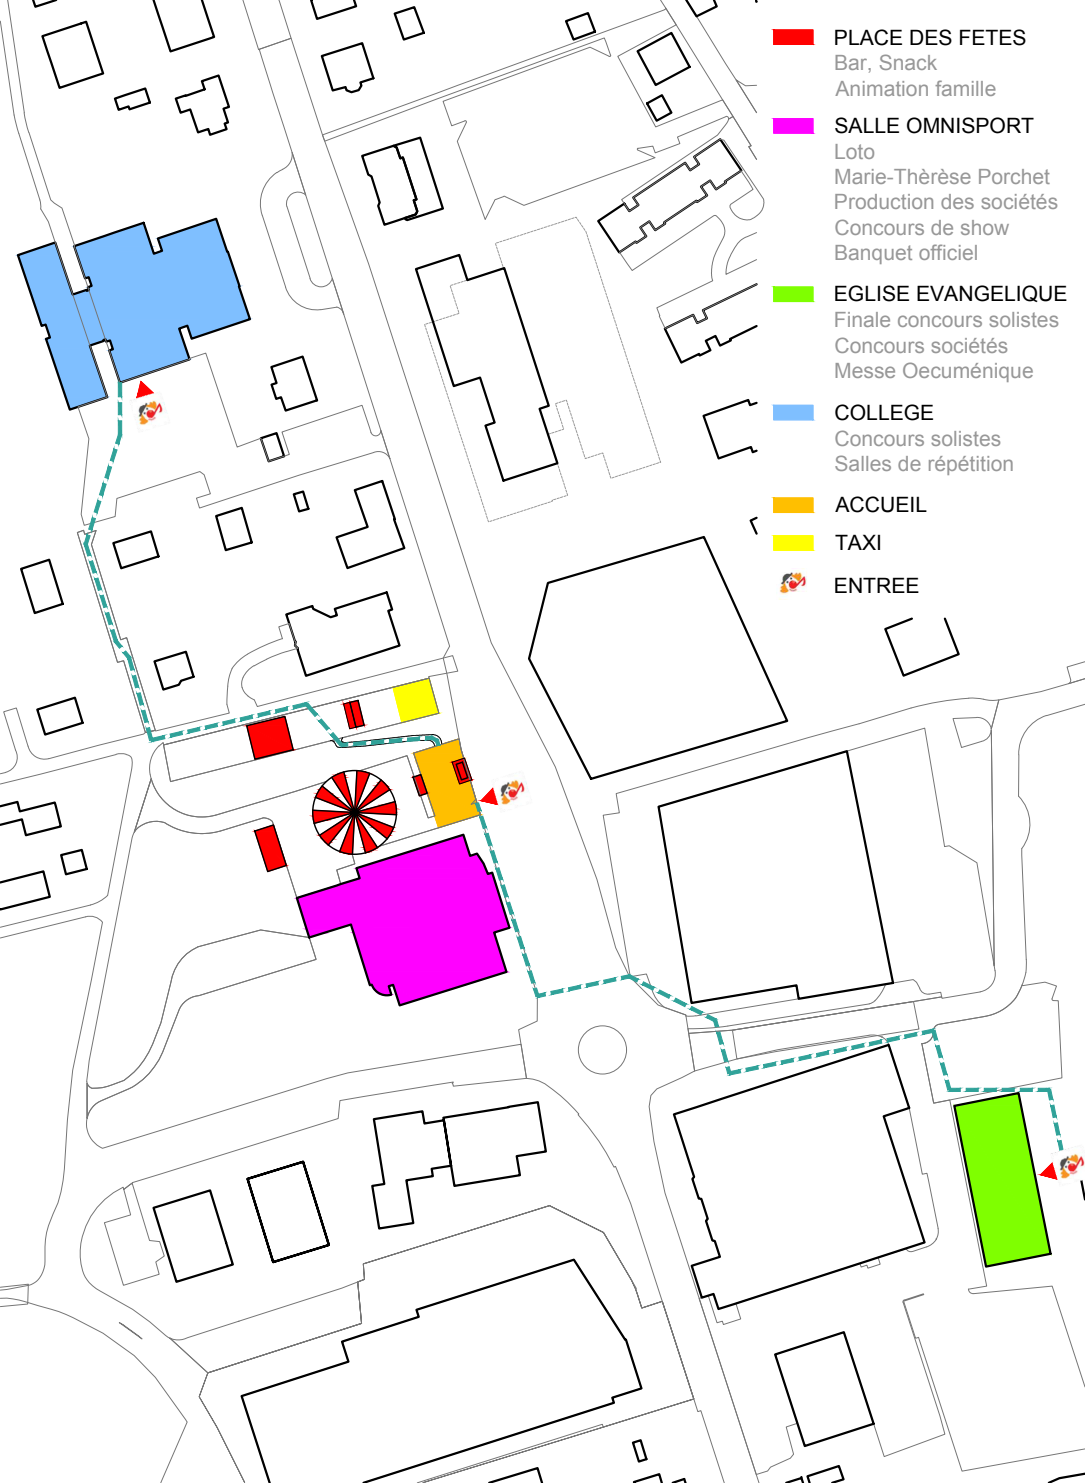 PLACE DES FETES
Bar, Snack
Animation famille
SALLE OMNISPORT
Loto
Marie-Thèrèse Porchet
Production des sociétés
Concours de show
Banquet officiel
EGLISE EVANGELIQUE
Finale concours solistes
Concours sociétés
Messe Oecuménique
COLLEGE
Concours solistes
Salles de répétition
ACCUEIL
TAXI
ENTREE